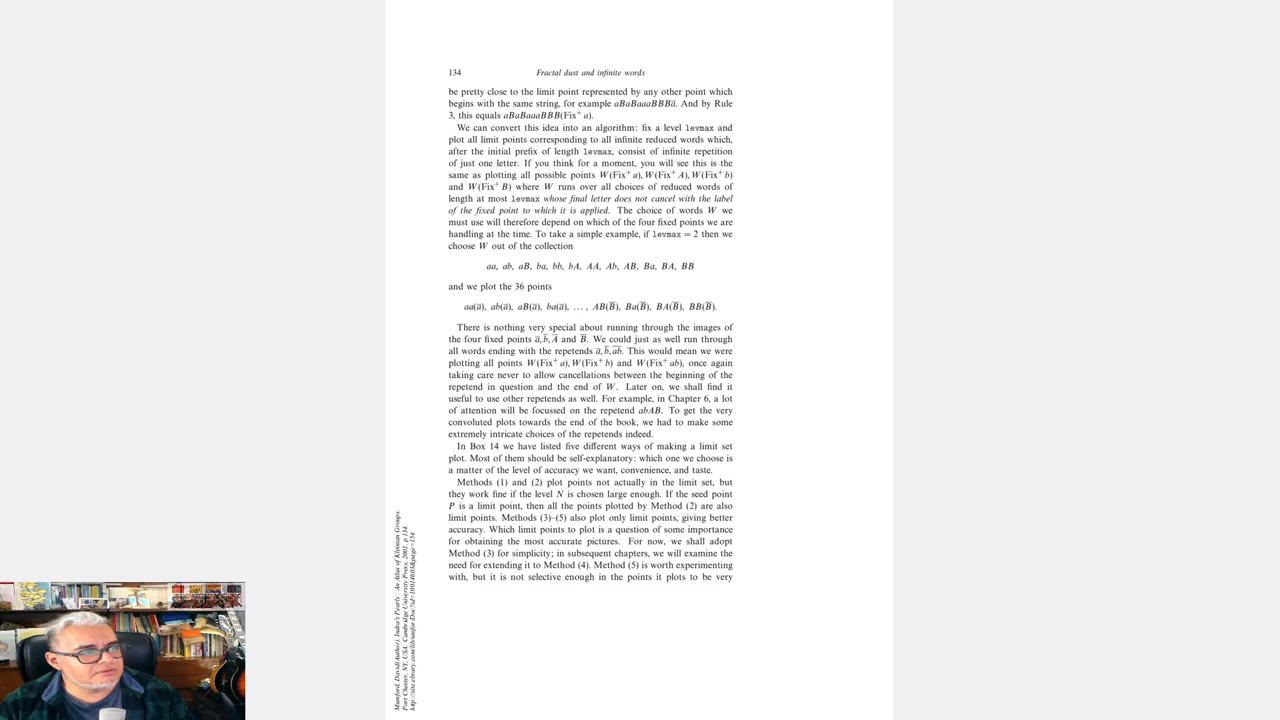 134 Fractal dust and infinite words
be pretty close to the limit point represented by any other point which
begins with the same string, for example aBaBaaaBBBa̅. And by Rule
3, this equals aBaBaaaBBB(Fix⁺ a).
We can convert this idea into an algorithm: fix a level levmax and
plot all limit points corresponding to all infinite reduced words which,
after the initial prefix of length levmax, consist of infinite repetition
of just one letter. If you think for a moment, you will see this is the
same as plotting all possible points W(Fix⁺ a), W(Fix⁺ A), W(Fix⁺ b)
and W(Fix⁺ B) where W runs over all choices of reduced words of
length at most levmax whose final letter does not cancel with the label
of the fixed point to which it is applied. The choice of words W we
must use will therefore depend on which of the four fixed points we are
handling at the time. To take a simple example, if levmax = 2 then we
choose W out of the collection
aa, ab, aB, ba, bb, bA, AA, Ab, AB, Ba, BA, BB
and we plot the 36 points
aa(a̅), ab(a̅), aB(a̅), ba(a̅), … , AB(B̅), Ba(B̅), BA(B̅), BB(B̅).
There is nothing very special about running through the images of
the four fixed points a̅, b̅, A̅ and B̅. We could just as well run through
all words ending with the repetends a̅, b̅, a̅b̅. This would mean we were
plotting all points W(Fix⁺ a), W(Fix⁺ b) and W(Fix⁺ ab), once again
taking care never to allow cancellations between the beginning of the
repetend in question and the end of W. Later on, we shall find it
useful to use other repetends as well. For example, in Chapter 6, a lot
of attention will be focussed on the repetend abAB. To get the very
convoluted plots towards the end of the book, we had to make some
extremely intricate choices of the repetends indeed.
In Box 14 we have listed five different ways of making a limit set
plot. Most of them should be self-explanatory: which one we choose is
a matter of the level of accuracy we want, convenience, and taste.
Methods (1) and (2) plot points not actually in the limit set, but
they work fine if the level N is chosen large enough. If the seed point
P is a limit point, then all the points plotted by Method (2) are also
limit points. Methods (3)–(5) also plot only limit points, giving better
accuracy. Which limit points to plot is a question of some importance
for obtaining the most accurate pictures. For now, we shall adopt
Method (3) for simplicity; in subsequent chapters, we will examine the
need for extending it to Method (4). Method (5) is worth experimenting
with, but it is not selective enough in the points it plots to be very
Mumford, David(Author). Indra's Pearls : An Atlas of Kleinian Groups.
Port Chester, NY, USA: Cambridge University Press, 2001. p 134.